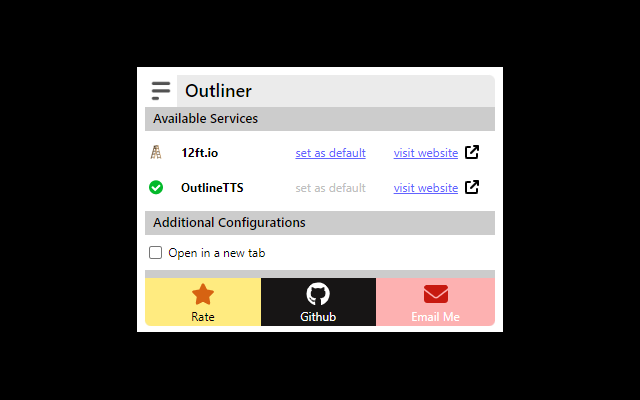 Outliner
Available Services
12ft.io set as default visit website
OutlineTTS set as default visit website
Additional Configurations
Open in a new tab
Rate Github Email Me